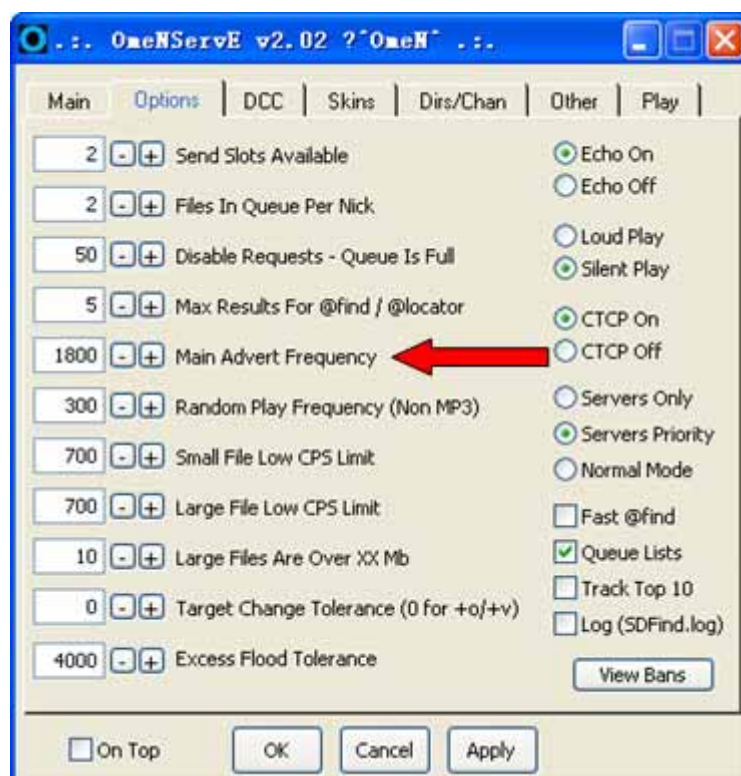 .:. OmeNServE v2.02 ?^OmeN^ .:.
Main Options DCC Skins Dirs/Chan Other Play
2 - + Send Slots Available
2 - + Files In Queue Per Nick
50 - + Disable Requests - Queue Is Full
5 - + Max Results For @find / @locator
1800 - + Main Advert Frequency
300 - + Random Play Frequency (Non MP3)
700 - + Small File Low CPS Limit
700 - + Large File Low CPS Limit
10 - + Large Files Are Over XX Mb
0 - + Target Change Tolerance (0 for +o/+v)
4000 - + Excess Flood Tolerance
Echo On
Echo Off
Loud Play
Silent Play
CTCP On
CTCP Off
Servers Only
Servers Priority
Normal Mode
Fast @find
Queue Lists
Track Top 10
Log (SDFind.log)
View Bans
On Top OK Cancel Apply